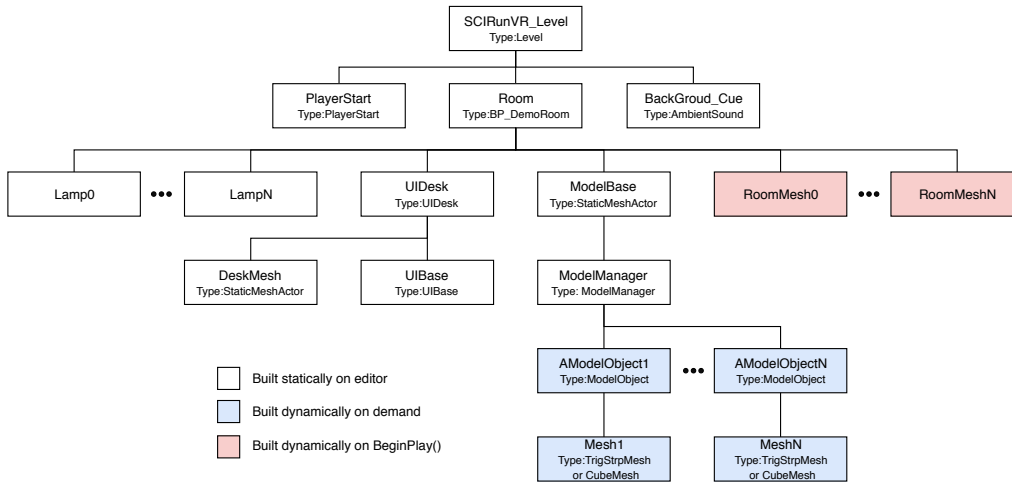 SCIRunVR_Level
Type:Level
PlayerStart
Type:PlayerStart
Room
Type:BP_DemoRoom
BackGroud_Cue
Type:AmbientSound
Lamp0
•••
LampN
UIDesk
Type:UIDesk
ModelBase
Type:StaticMeshActor
RoomMesh0
•••
RoomMeshN
DeskMesh
Type:StaticMeshActor
UIBase
Type:UIBase
ModelManager
Type: ModelManager
AModelObject1
Type:ModelObject
•••
AModelObjectN
Type:ModelObject
Built statically on editor
Built dynamically on demand
Built dynamically on BeginPlay()
Mesh1
Type:TrigStrpMesh
or CubeMesh
MeshN
Type:TrigStrpMesh
or CubeMesh